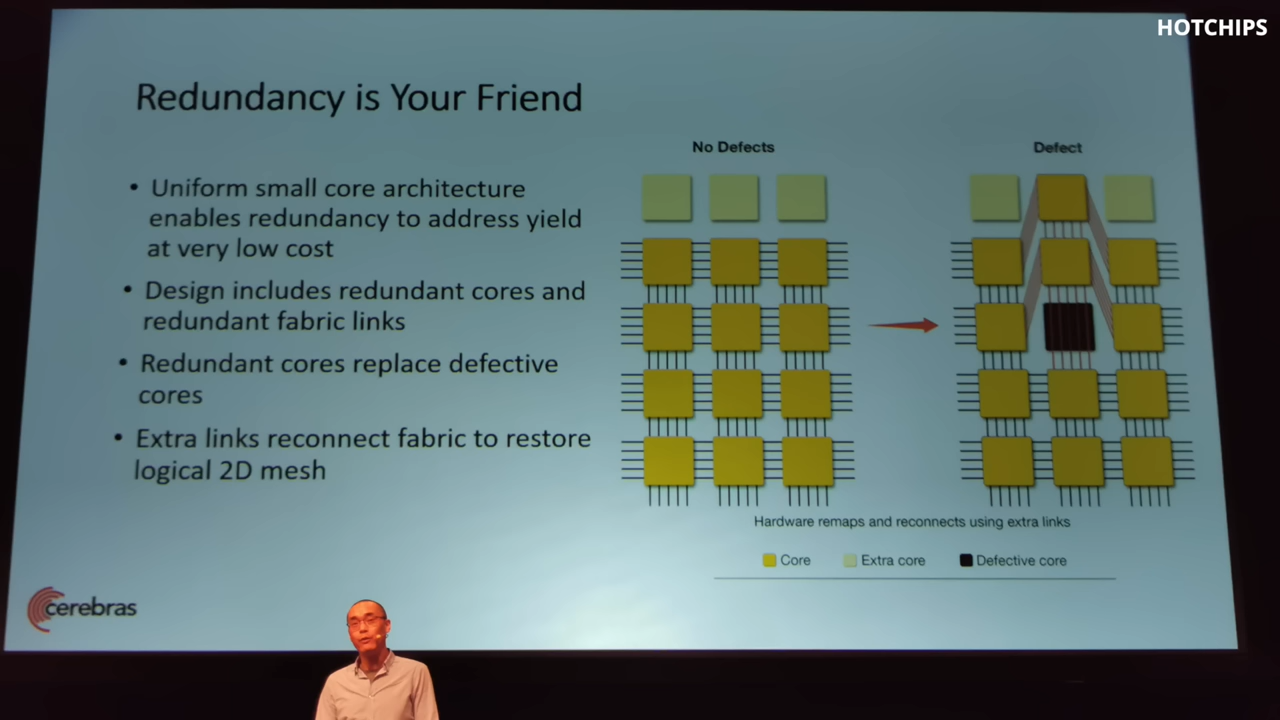 HOTCHIPS
Redundancy is Your Friend
• Uniform small core architecture
enables redundancy to address yield
at very low cost
• Design includes redundant cores and
redundant fabric links
• Redundant cores replace defective
cores
• Extra links reconnect fabric to restore
logical 2D mesh
No Defects
Defect
Hardware remaps and reconnects using extra links
Core
Extra core
Defective core
cerebras